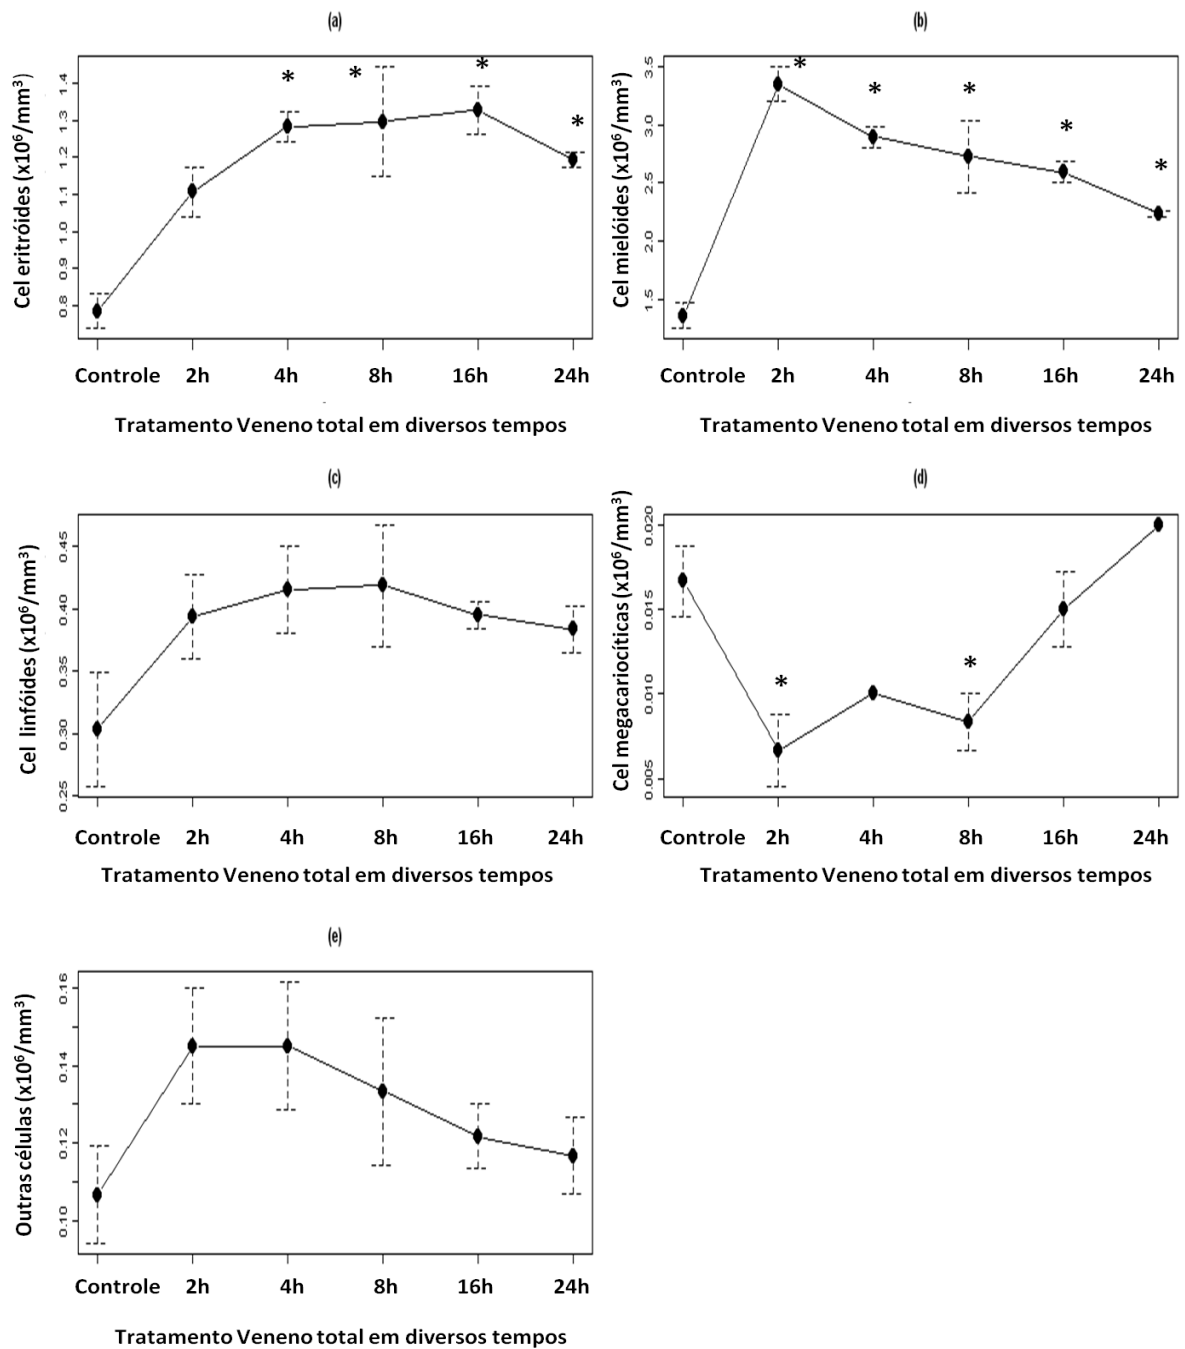 (a)
Cel eritróides (x10⁶/mm³)
1.4
1.3
1.2
1.1
1.0
0.9
0.8
* * * *
Controle 2h 4h 8h 16h 24h
Tratamento Veneno total em diversos tempos
(b)
Cel mielóides (x10⁶/mm³)
3.5
3.0
2.5
2.0
1.5
* * * * *
Controle 2h 4h 8h 16h 24h
Tratamento Veneno total em diversos tempos
(c)
Cel linfóides (x10⁶/mm³)
0.45
0.40
0.35
0.30
0.25
Controle 2h 4h 8h 16h 24h
Tratamento Veneno total em diversos tempos
(d)
Cel megacariocíticas (x10⁶/mm³)
0.020
0.015
0.010
0.005
* *
Controle 2h 4h 8h 16h 24h
Tratamento Veneno total em diversos tempos
(e)
Outras células (x10⁶/mm³)
0.16
0.14
0.12
0.10
Controle 2h 4h 8h 16h 24h
Tratamento Veneno total em diversos tempos